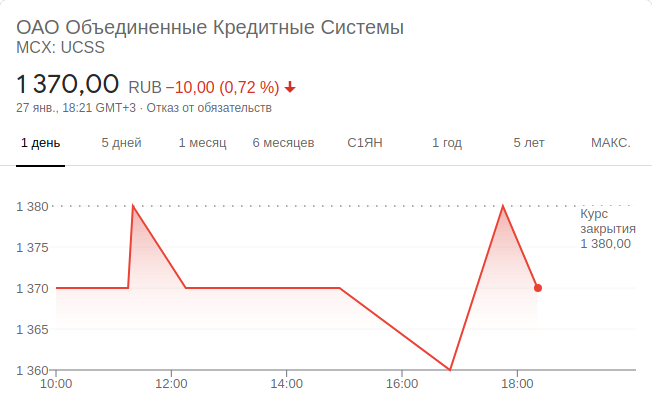 ОАО Объединенные Кредитные Системы
MCX: UCSS
1 370,00 RUB −10,00 (0,72 %)
27 янв., 18:21 GMT+3 · Отказ от обязательств
1 день 5 дней 1 месяц 6 месяцев С1ЯН 1 год 5 лет МАКС.
1 380
Курс
закрытия
1 380,00
1 375
1 370
1 365
1 360
10:00 12:00 14:00 16:00 18:00